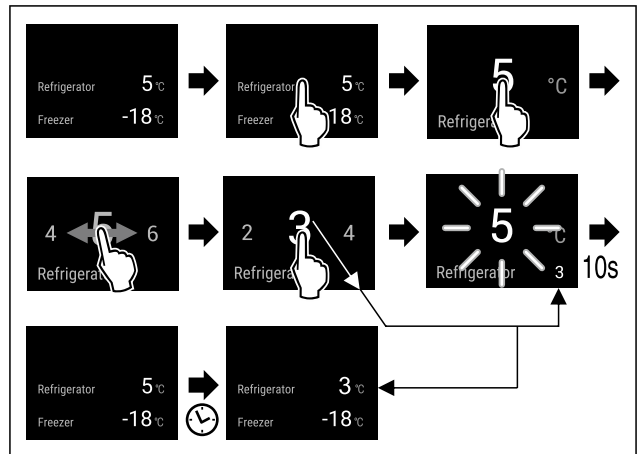 Refrigerator 5 °C
Freezer -18 °C
Refrigerator 5 °C
Freezer 18 °C
5 °C
Refriger
4 5 6
Refrigerat
2 3 4
Refrigera
5 °C
Refrigerator 3
10s
Refrigerator 5 °C
Freezer -18 °C
Refrigerator 3 °C
Freezer -18 °C